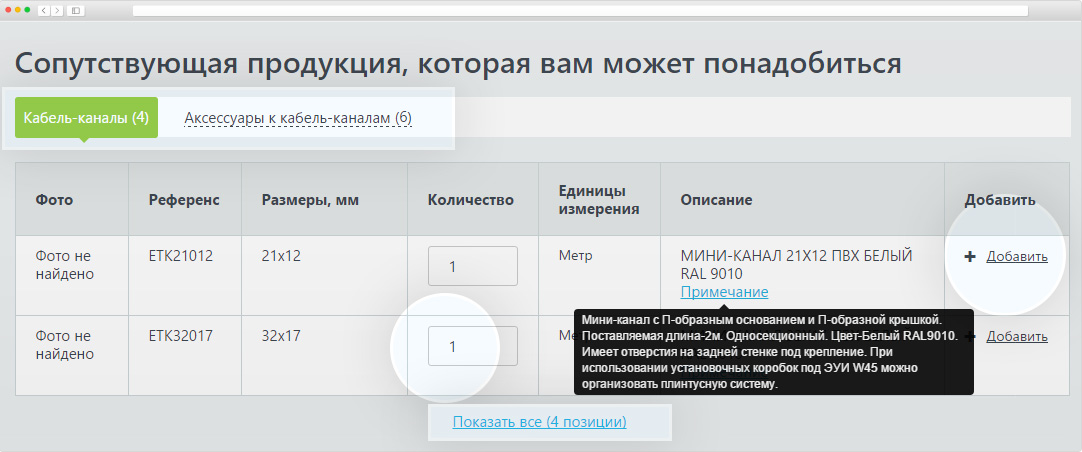 Сопутствующая продукция, которая вам может понадобиться
Кабель-каналы (4)
Аксессуары к кабель-каналам (6)
Фото
Референс
Размеры, мм
Количество
Единицы
измерения
Описание
Добавить
Фото не
найдено
ETK21012
21x12
1
Метр
МИНИ-КАНАЛ 21X12 ПВХ БЕЛЫЙ
RAL 9010
Примечание
Добавить
Фото не
найдено
ETK32017
32x17
1
Мини-канал с П-образным основанием и П-образной крышкой.
Поставляемая длина-2м. Односекционный. Цвет-Белый RAL9010.
Имеет отверстия на задней стенке под крепление. При
использовании установочных коробок под ЭУИ W45 можно
организовать плинтусную систему.
Добавить
Показать все (4 позиции)